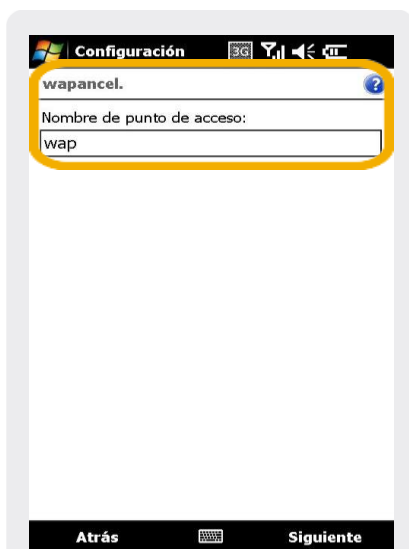 Configuración 3G
wapancel.
Nombre de punto de acceso:
wap
Atrás Siguiente